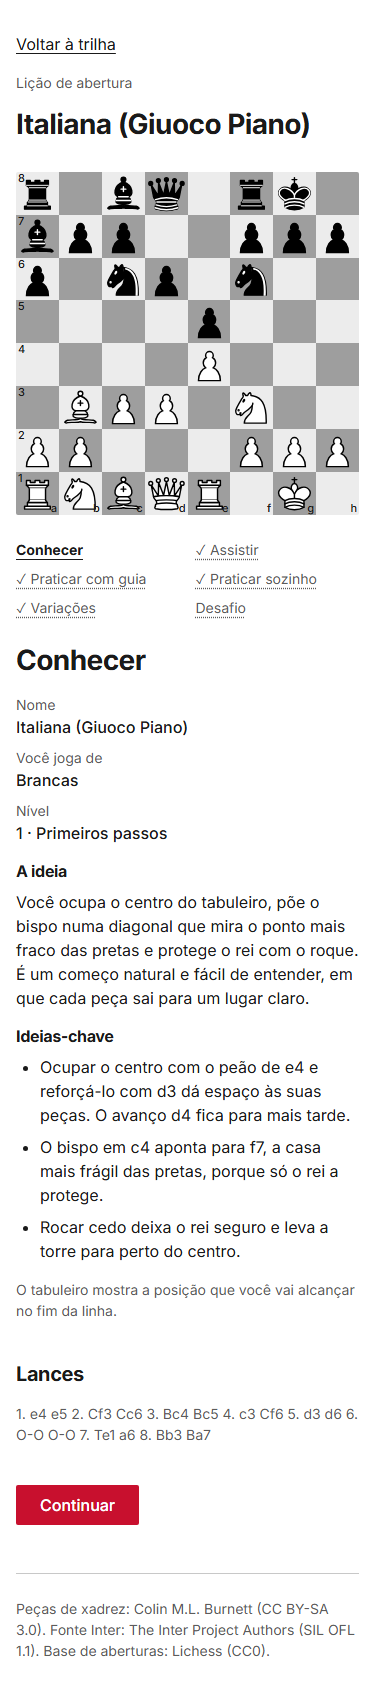 Voltar à trilha
Lição de abertura
Italiana (Giuoco Piano)
8
7
6
5
4
3
2
1
a b c d e f g h
Conhecer
✓ Assistir
✓ Praticar com guia
✓ Praticar sozinho
✓ Variações
Desafio
Conhecer
Nome
Italiana (Giuoco Piano)
Você joga de
Brancas
Nível
1 · Primeiros passos
A ideia
Você ocupa o centro do tabuleiro, põe o
bispo numa diagonal que mira o ponto mais
fraco das pretas e protege o rei com o roque.
É um começo natural e fácil de entender, em
que cada peça sai para um lugar claro.
Ideias-chave
• Ocupar o centro com o peão de e4 e
reforçá-lo com d3 dá espaço às suas
peças. O avanço d4 fica para mais tarde.
• O bispo em c4 aponta para f7, a casa
mais frágil das pretas, porque só o rei a
protege.
• Rocar cedo deixa o rei seguro e leva a
torre para perto do centro.
O tabuleiro mostra a posição que você vai alcançar
no fim da linha.
Lances
1. e4 e5 2. Cf3 Cc6 3. Bc4 Bc5 4. c3 Cf6 5. d3 d6 6.
O-O O-O 7. Te1 a6 8. Bb3 Ba7
Continuar
Peças de xadrez: Colin M.L. Burnett (CC BY-SA
3.0). Fonte Inter: The Inter Project Authors (SIL OFL
1.1). Base de aberturas: Lichess (CC0).